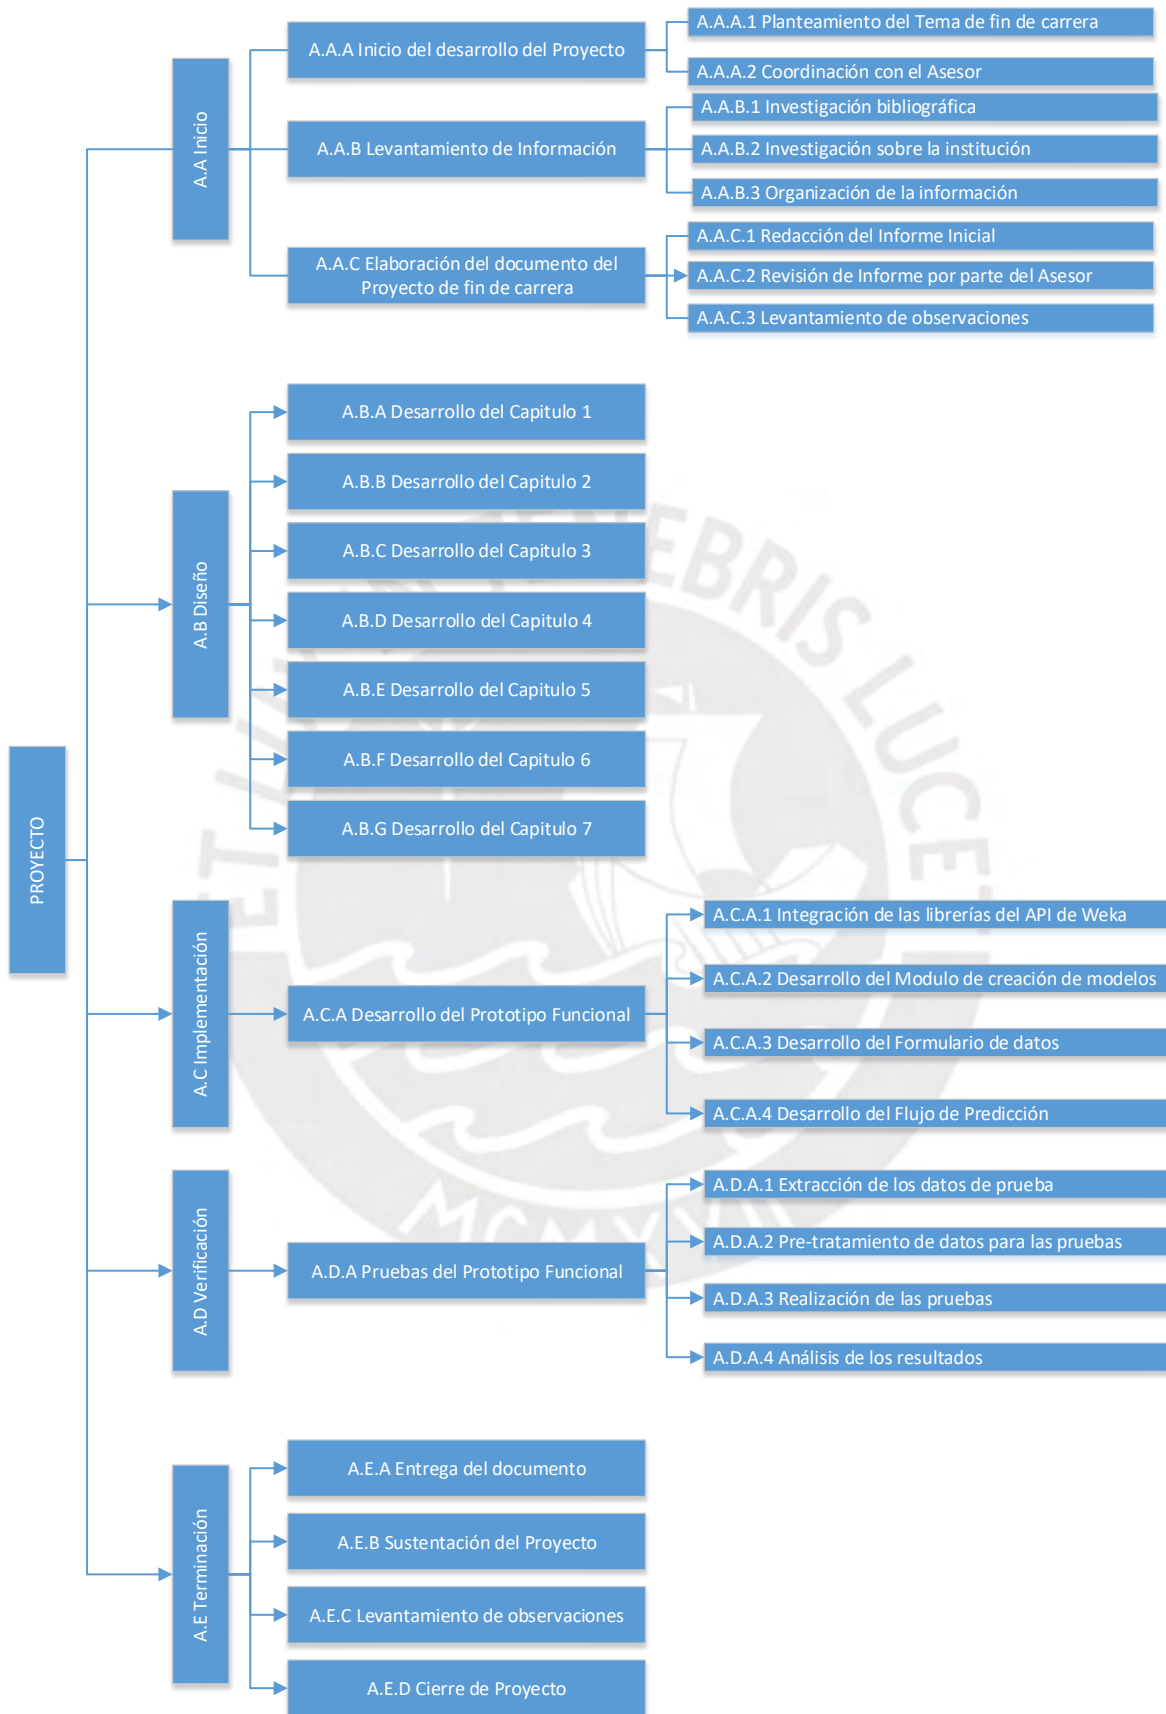 PROYECTO
A.A Inicio
A.A.A Inicio del desarrollo del Proyecto
A.A.A.1 Planteamiento del Tema de fin de carrera
A.A.A.2 Coordinación con el Asesor
A.A.B Levantamiento de Información
A.A.B.1 Investigación bibliográfica
A.A.B.2 Investigación sobre la institución
A.A.B.3 Organización de la información
A.A.C Elaboración del documento del
Proyecto de fin de carrera
A.A.C.1 Redacción del Informe Inicial
A.A.C.2 Revisión de Informe por parte del Asesor
A.A.C.3 Levantamiento de observaciones
A.B Diseño
A.B.A Desarrollo del Capitulo 1
A.B.B Desarrollo del Capitulo 2
A.B.C Desarrollo del Capitulo 3
A.B.D Desarrollo del Capitulo 4
A.B.E Desarrollo del Capitulo 5
A.B.F Desarrollo del Capitulo 6
A.B.G Desarrollo del Capitulo 7
A.C Implementación
A.C.A Desarrollo del Prototipo Funcional
A.C.A.1 Integración de las librerías del API de Weka
A.C.A.2 Desarrollo del Modulo de creación de modelos
A.C.A.3 Desarrollo del Formulario de datos
A.C.A.4 Desarrollo del Flujo de Predicción
A.D Verificación
A.D.A Pruebas del Prototipo Funcional
A.D.A.1 Extracción de los datos de prueba
A.D.A.2 Pre-tratamiento de datos para las pruebas
A.D.A.3 Realización de las pruebas
A.D.A.4 Análisis de los resultados
A.E Terminación
A.E.A Entrega del documento
A.E.B Sustentación del Proyecto
A.E.C Levantamiento de observaciones
A.E.D Cierre de Proyecto
ET LUX IN TENEBRIS LUCET